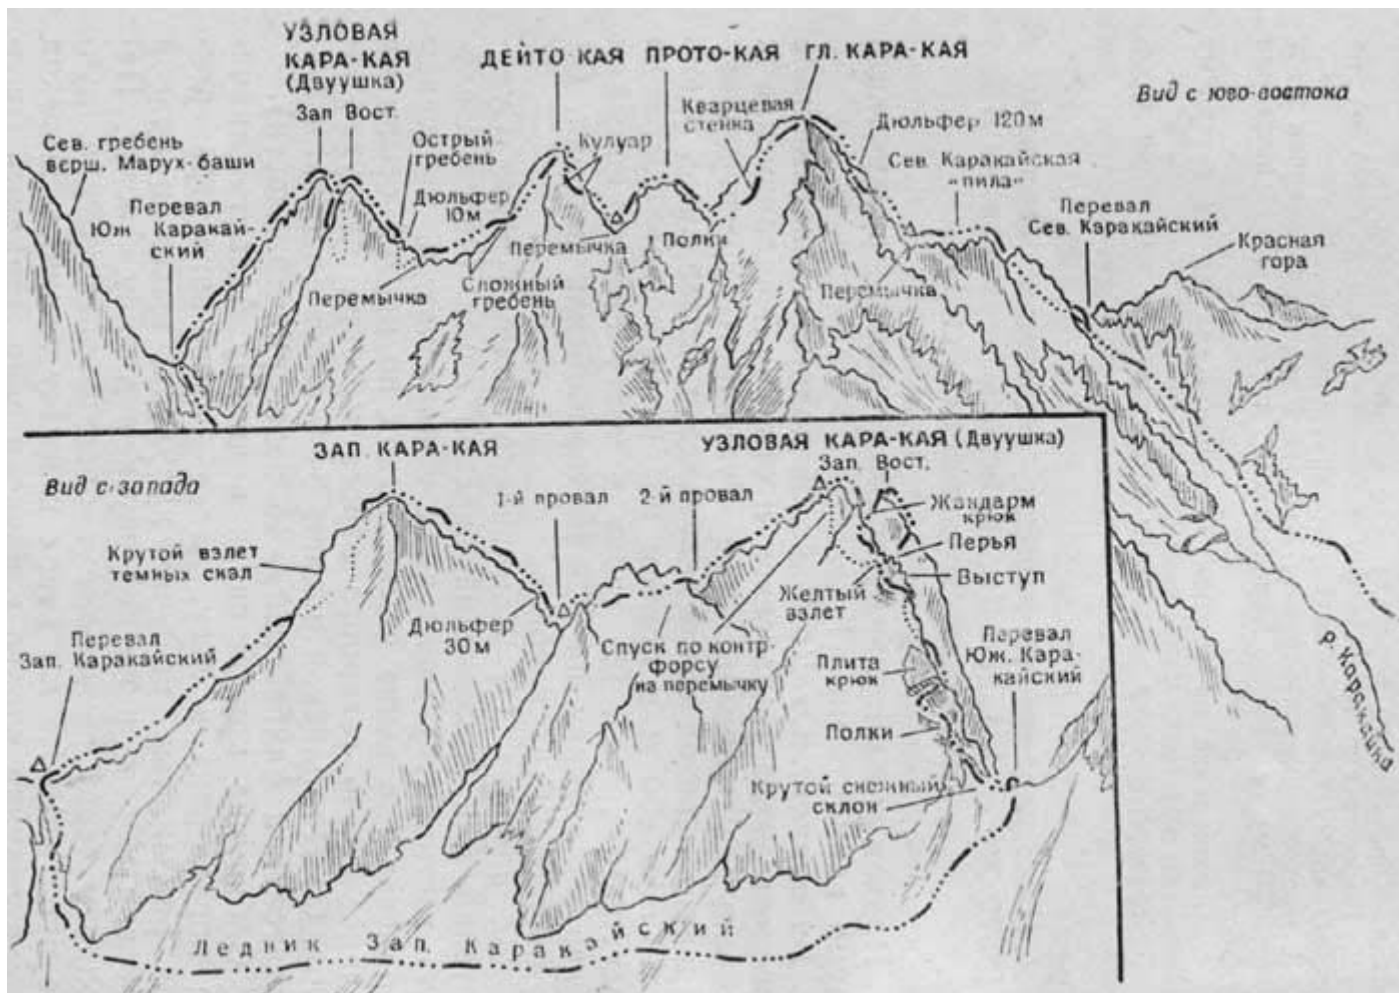 УЗЛОВАЯ
КАРА-КАЯ
(Двуушка)
Зап Вост.
ДЕЙТО КАЯ
ПРОТО-КАЯ
ГЛ. КАРА-КАЯ
Вид с юго-востока
Сев. гребень
верш. Марух-баши
Перевал
Юж Каракай-
ский
Острый
гребень
Дюльфер
10м
Кулуар
Кварцевая
стенка
Дюльфер 120м
Сев. Каракайская
"пила"
Перевал
Сев. Каракайский
Красная
гора
Перемычка
Сложный
гребень
Перемычка
Полки
Перемычка
р. Каракашка
Вид с запада
ЗАП. КАРА-КАЯ
УЗЛОВАЯ КАРА-КАЯ (Двуушка)
Зап. Вост.
1-й провал
2-й провал
Крутой взлет
темных скал
Жандарм
крюк
Перья
Выступ
Желтый
взлет
Перевал
Зап. Каракайский
Дюльфер
30м
Спуск по контр-
форсу
на перемычку
Плита
крюк
Перевал
Юж. Кара-
кайский
Полки
Крутой снежный
склон
Ледник Зап. Каракайский